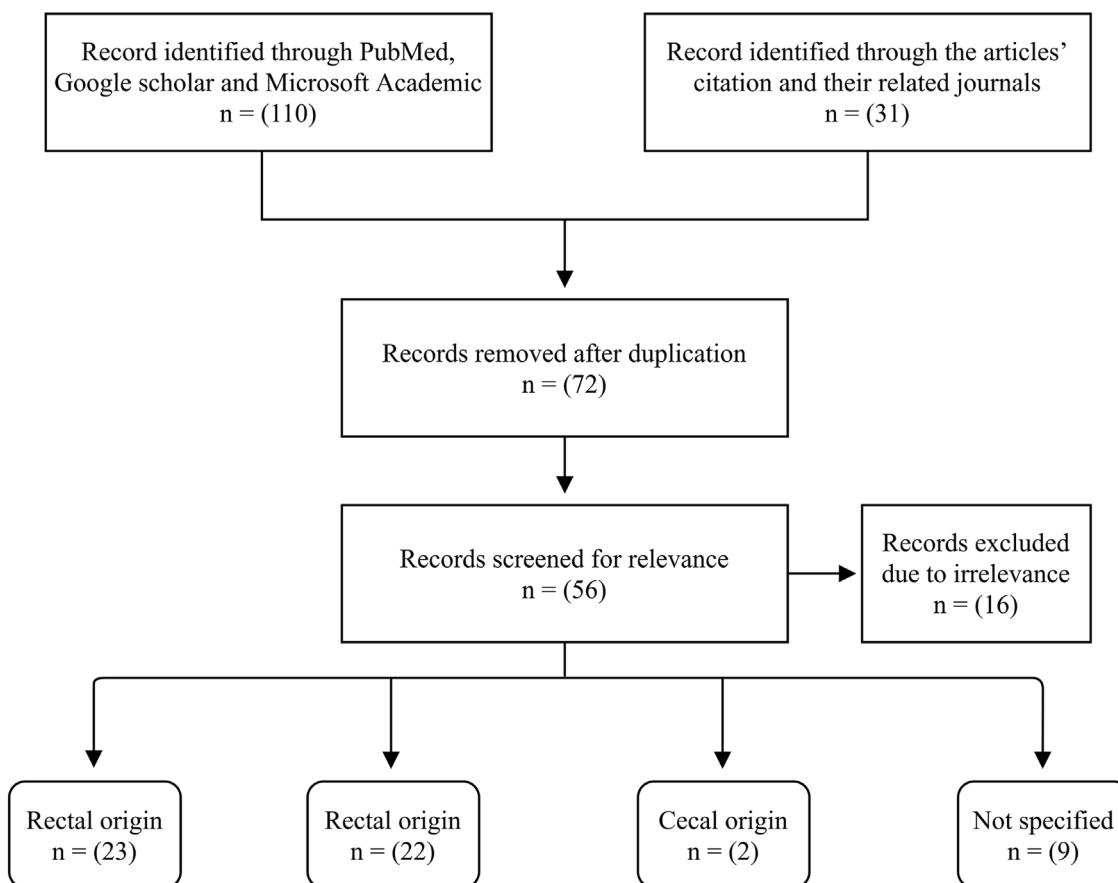 Record identified through PubMed,
Google scholar and Microsoft Academic
n = (110)
Record identified through the articles’
citation and their related journals
n = (31)
Records removed after duplication
n = (72)
Records screened for relevance
n = (56)
Records excluded
due to irrelevance
n = (16)
Rectal origin
n = (23)
Rectal origin
n = (22)
Cecal origin
n = (2)
Not specified
n = (9)